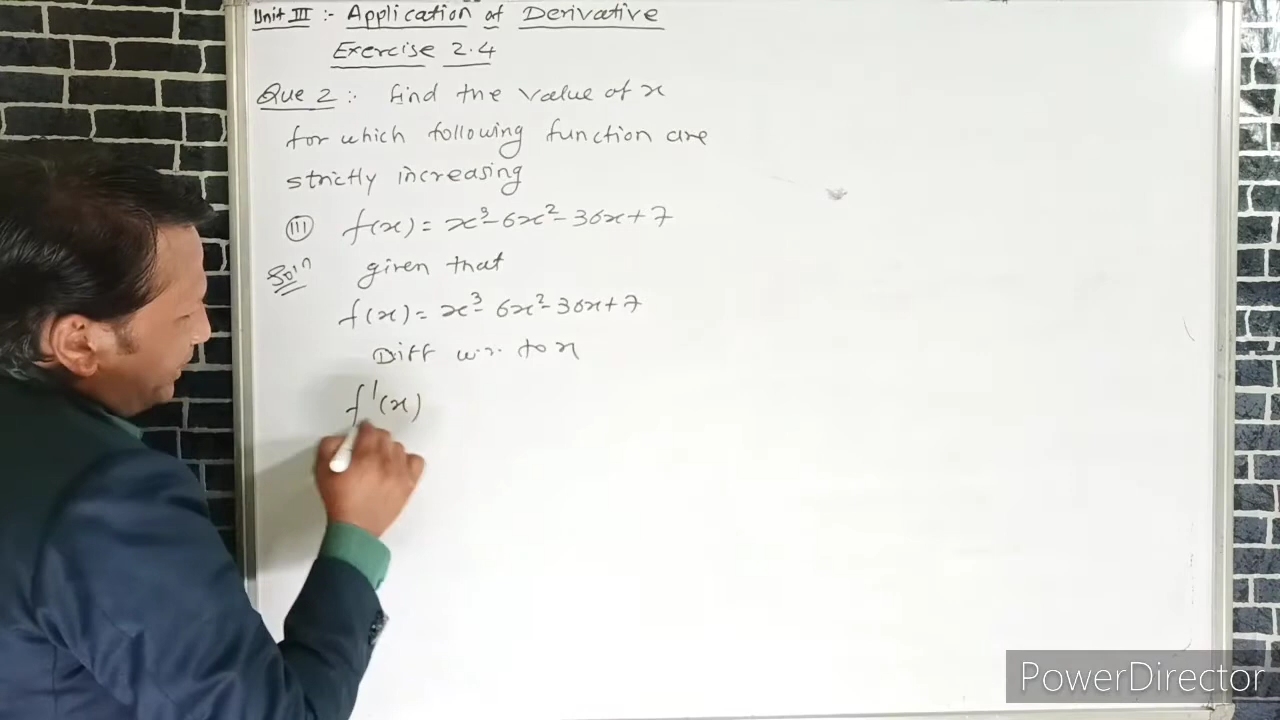 Unit III :- Application of Derivative
Exercise 2.4
Que 2 :- Find the value of x
for which following function are
strictly increasing
(III) f(x) = x³- 6x²- 36x + 7
Soln given that
f(x) = x³- 6x²- 36x + 7
Diff w.r. to x
f'(x)
PowerDirector